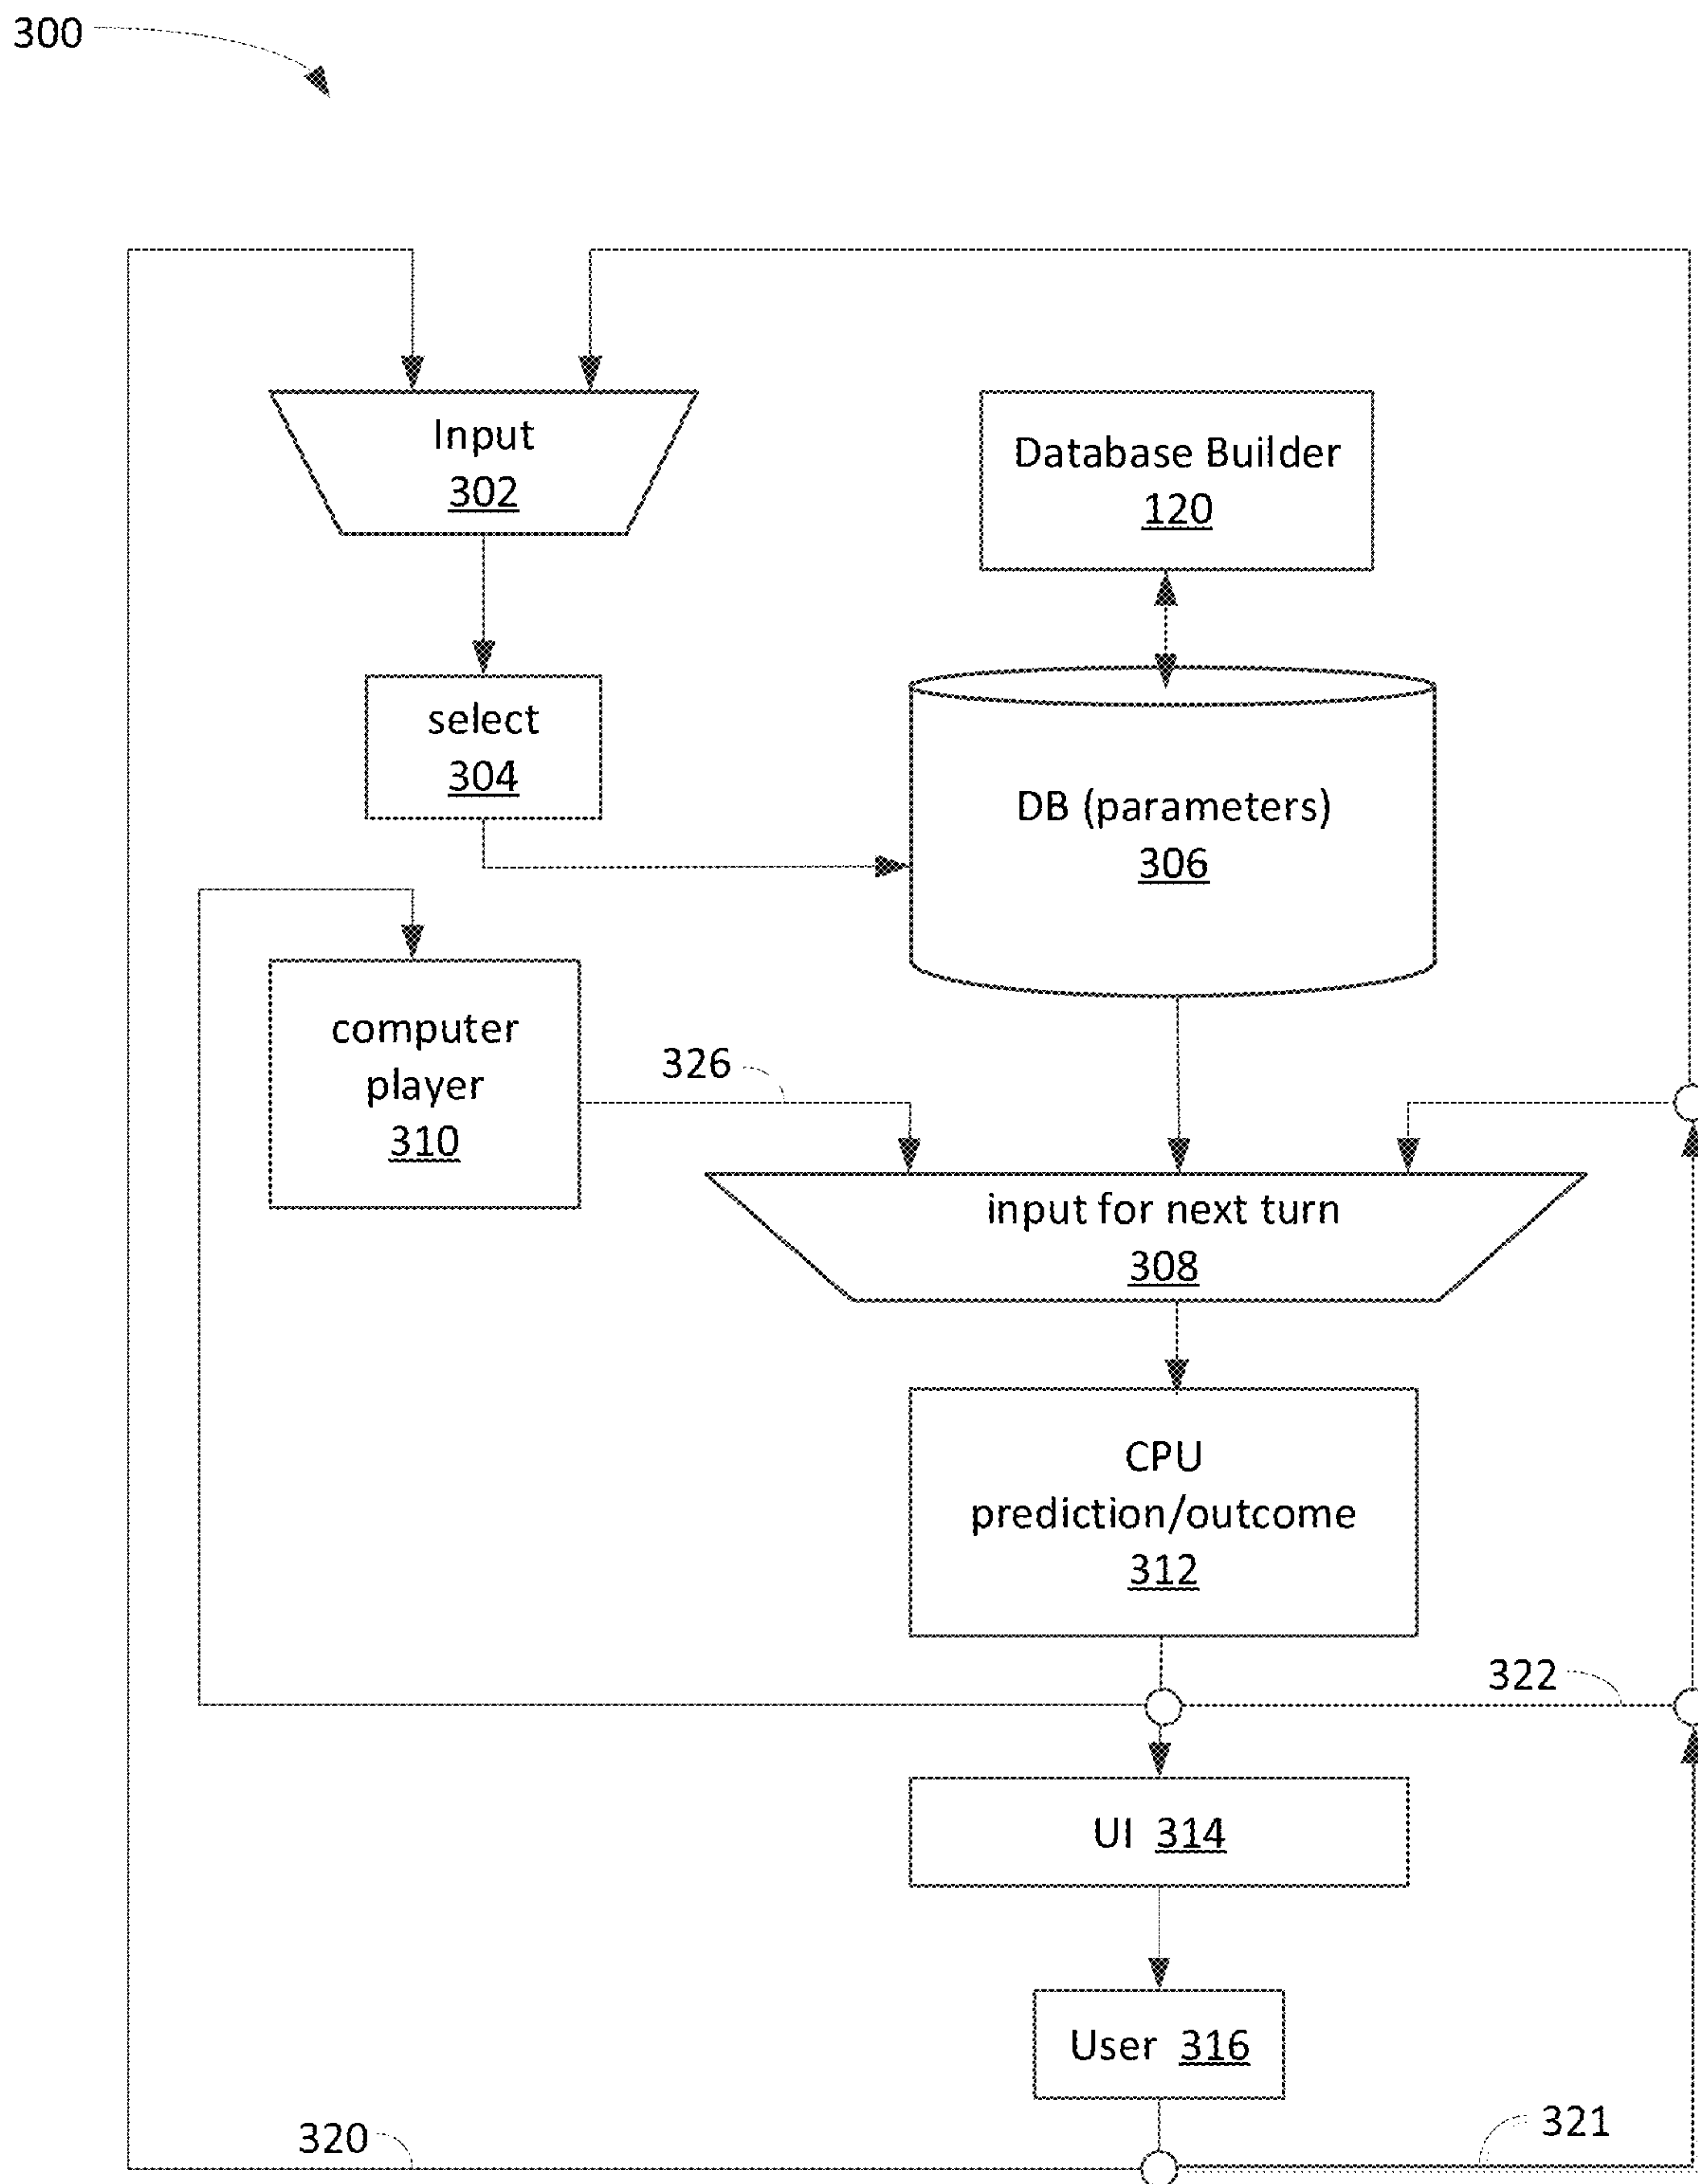 300
Input
302
Database Builder
120
select
304
DB (parameters)
306
computer
player
310
326
input for next turn
308
CPU
prediction/outcome
312
322
UI 314
User 316
320
321